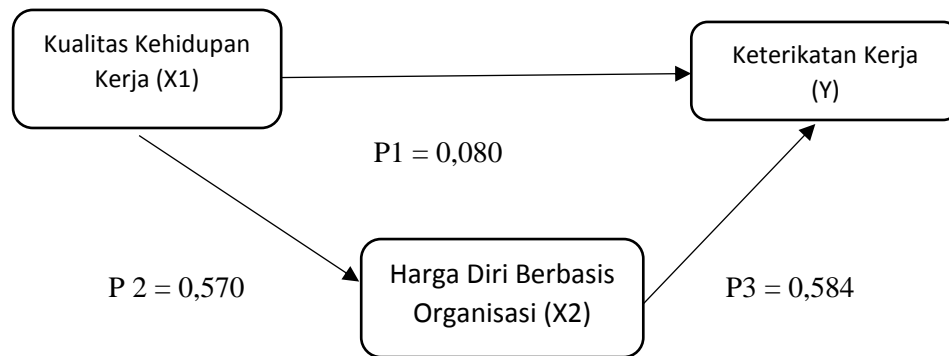 Kualitas Kehidupan
Kerja (X1)
Keterikatan Kerja
(Y)
P1 = 0,080
Harga Diri Berbasis
Organisasi (X2)
P 2 = 0,570
P3 = 0,584